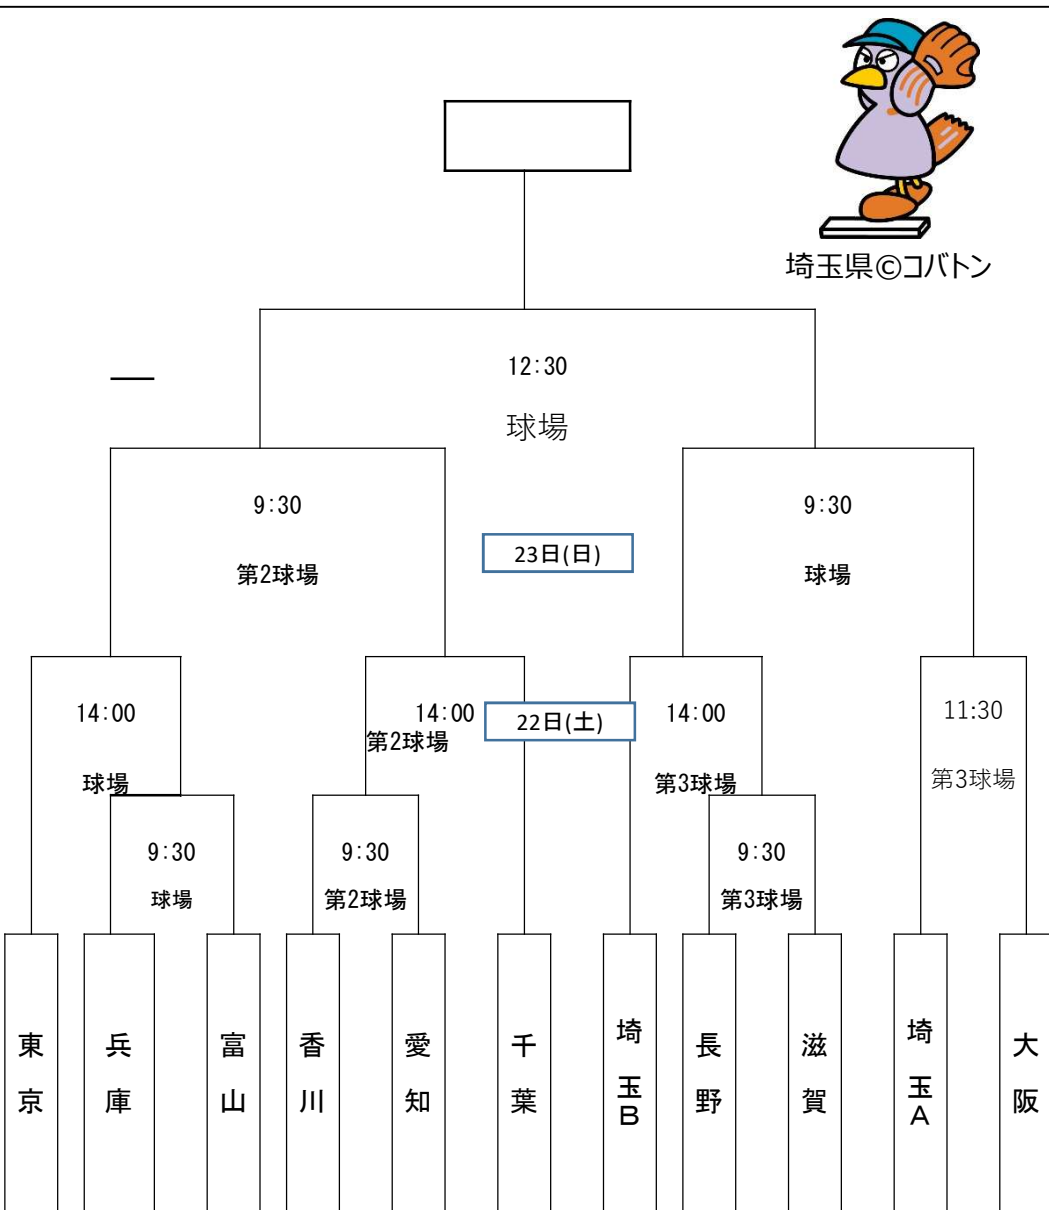 埼玉県©コバトン
12:30
球場
9:30
9:30
23日(日)
第2球場
球場
14:00
14:00
22日(土)
14:00
11:30
第2球場
球場
第3球場
第3球場
9:30
9:30
9:30
球場
第2球場
第3球場
東京
兵庫
富山
香川
愛知
千葉
埼玉B
長野
滋賀
埼玉A
大阪